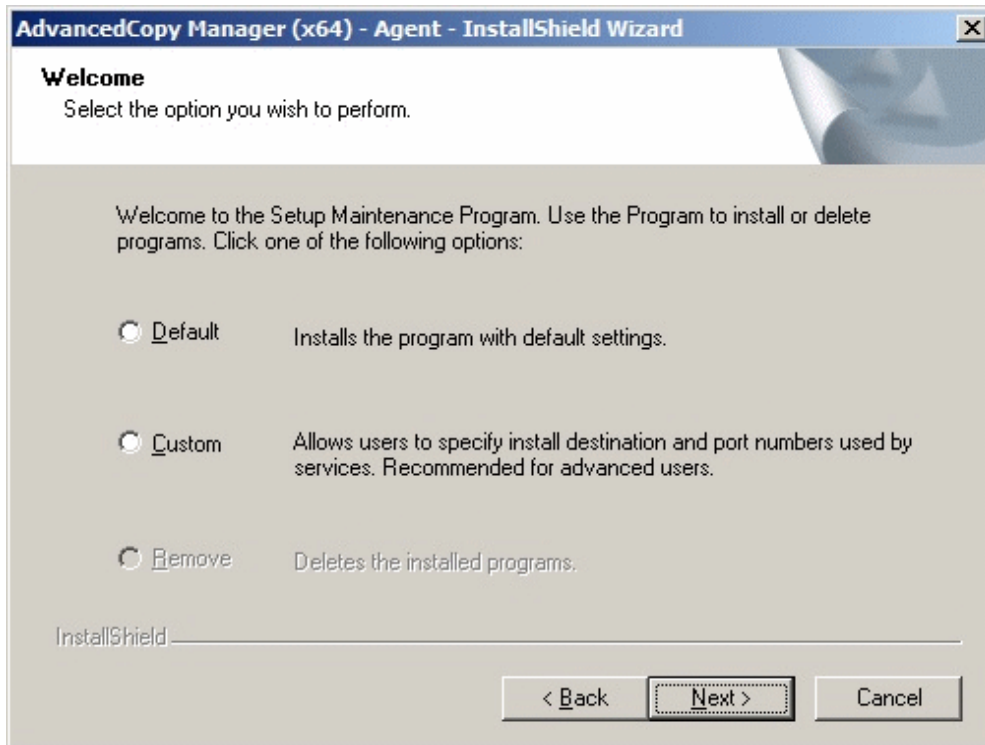 AdvancedCopy Manager (x64) - Agent - InstallShield Wizard
Welcome
Select the option you wish to perform.
Welcome to the Setup Maintenance Program. Use the Program to install or delete
programs. Click one of the following options:
Default
Installs the program with default settings.
Custom
Allows users to specify install destination and port numbers used by
services. Recommended for advanced users.
Remove
Deletes the installed programs.
InstallShield
< Back
Next >
Cancel